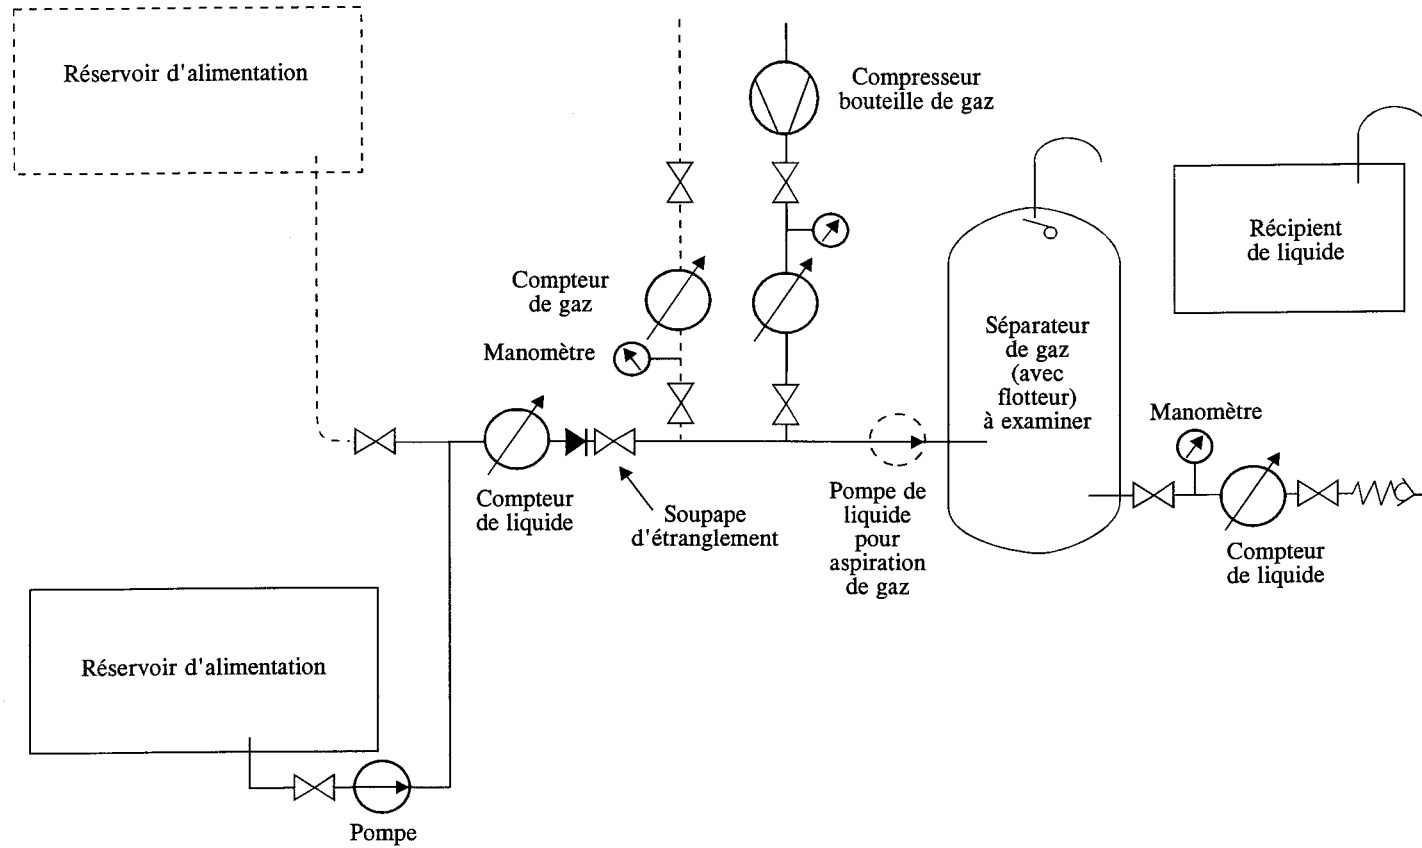 Réservoir d'alimentation
Compresseur
bouteille de gaz
Récipient
de liquide
Compteur
de gaz
Manomètre
Séparateur
de gaz
(avec
flotteur)
à examiner
Manomètre
Compteur
de liquide
Soupape
d'étranglement
Pompe de
liquide
pour
aspiration
de gaz
Compteur
de liquide
Réservoir d'alimentation
Pompe